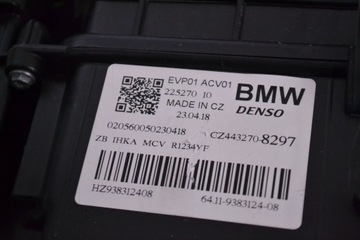 EVP01 ACV01
225270 10
MADE IN CZ
23.04.18
BMW
DENSO
020560050230418
CZ443270-8297
ZB IHKA MCV R1234YF
HZ938312408
64.11-9383124-08